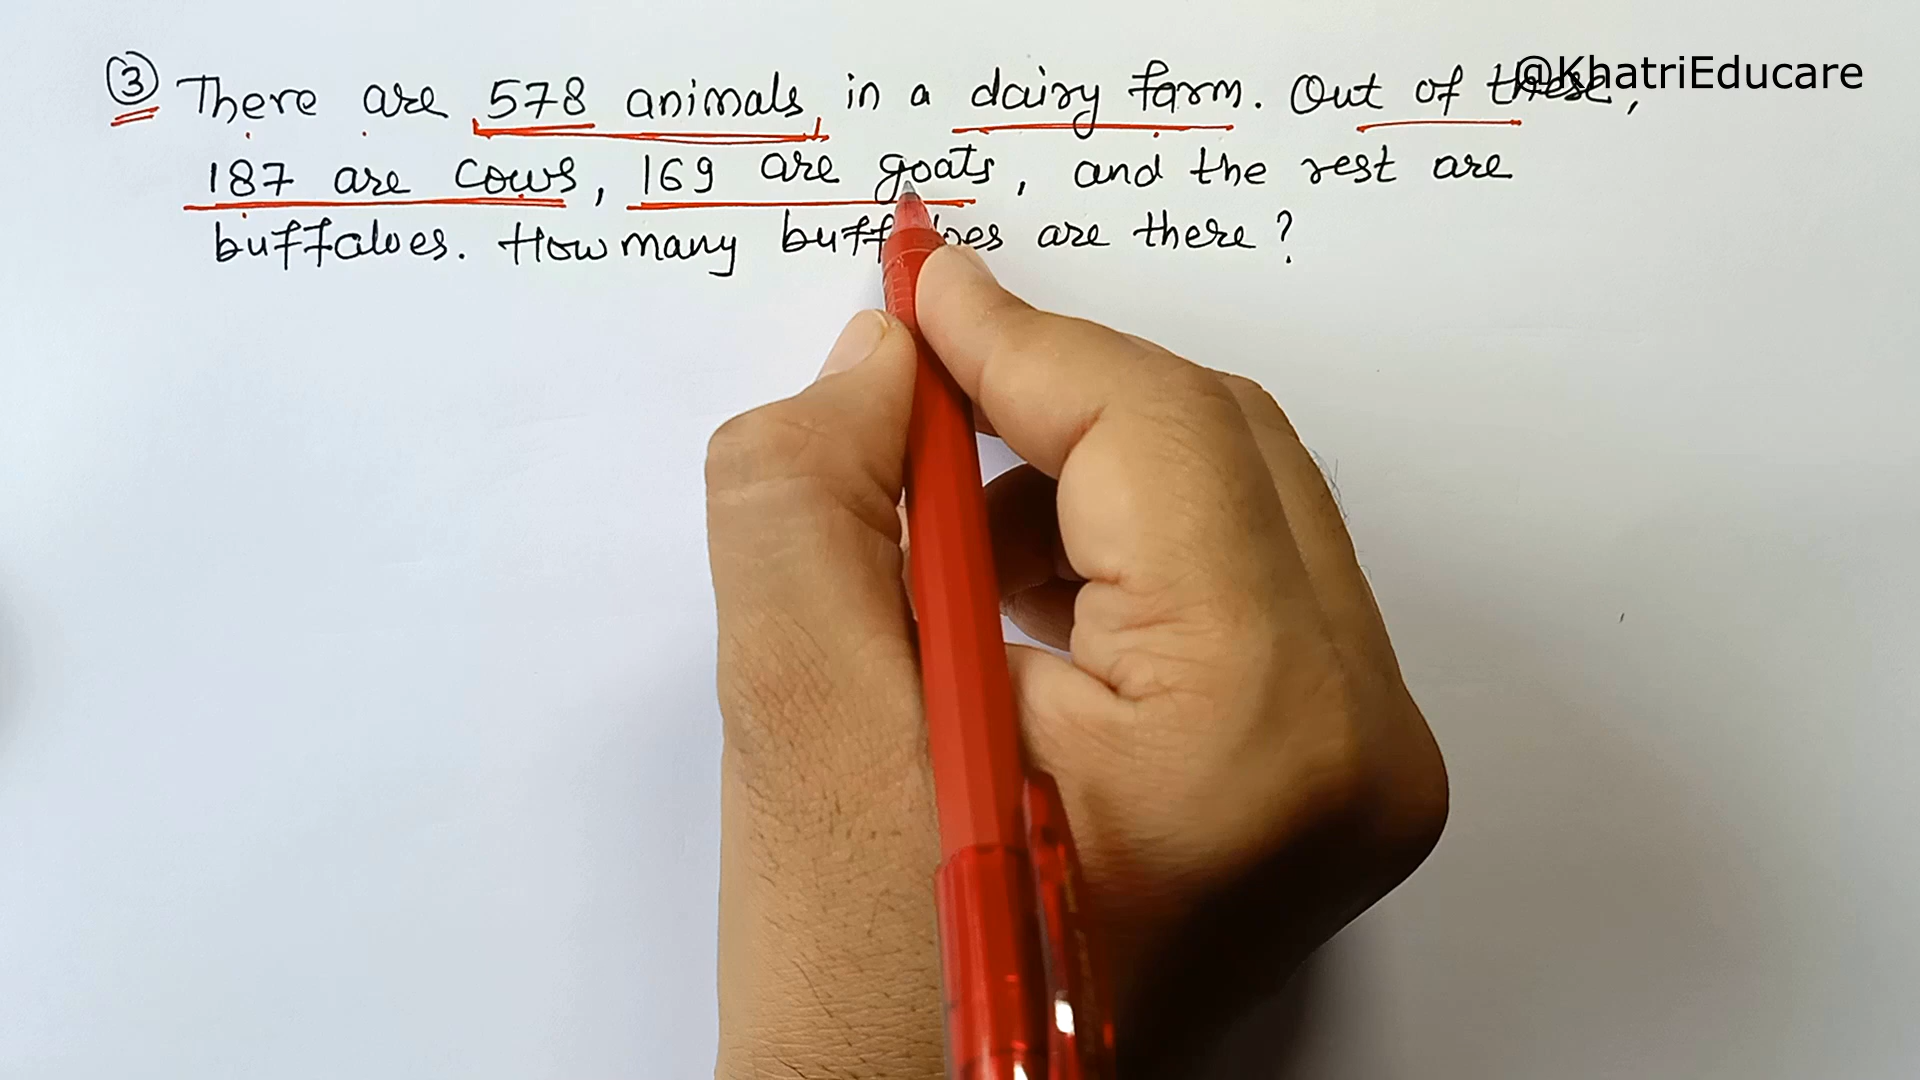 ③ There are 578 animals in a dairy farm. Out of these,
@KhatriEducare
187 are cows, 169 are goats, and the rest are
buffaloes. How many buffaloes are there?